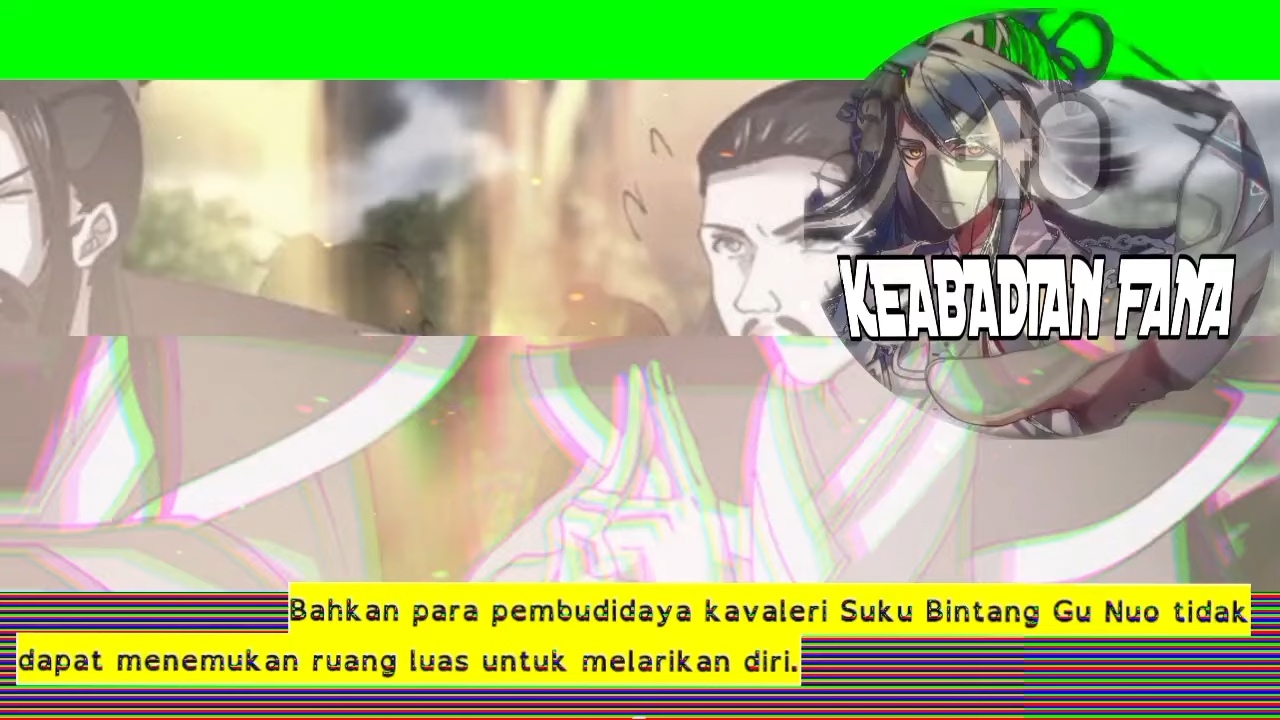 KEABADIAN FANA
Bahkan para pembudidaya kavaleri Suku Bintang Gu Nuo tidak
dapat menemukan ruang luas untuk melarikan diri.